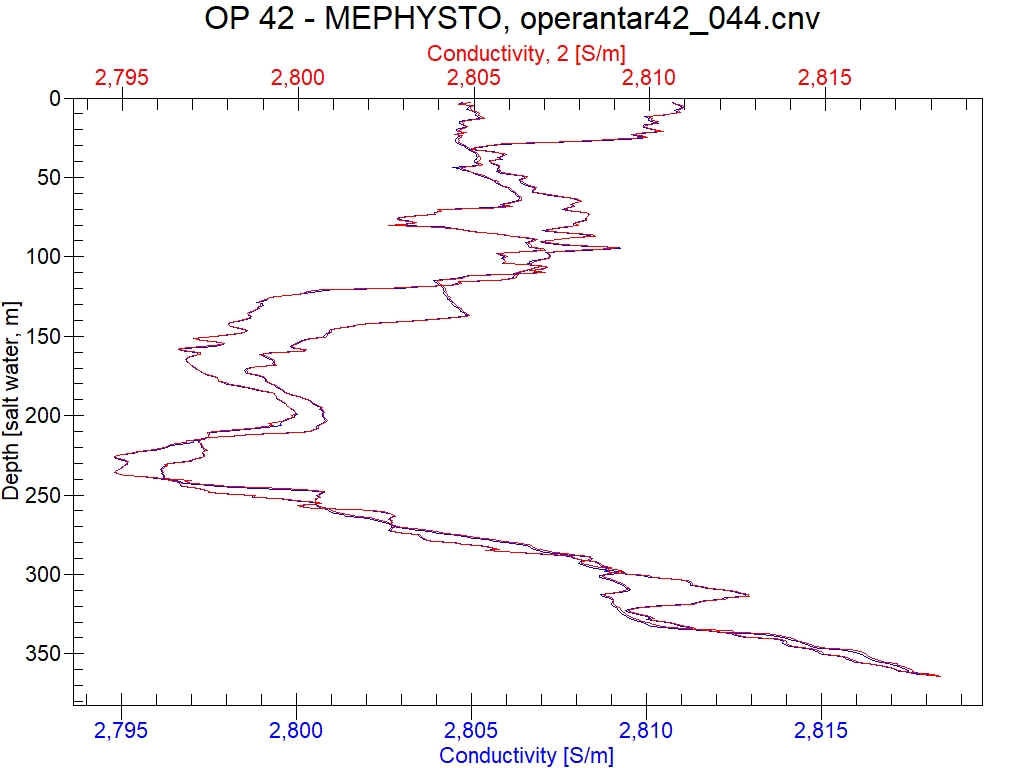 OP 42 - MEPHYSTO, operantar42_044.cnv
Conductivity, 2 [S/m]
2,795 2,800 2,805 2,810 2,815
0
50
100
150
200
250
300
350
Depth [salt water, m]
2,795 2,800 2,805 2,810 2,815
Conductivity [S/m]